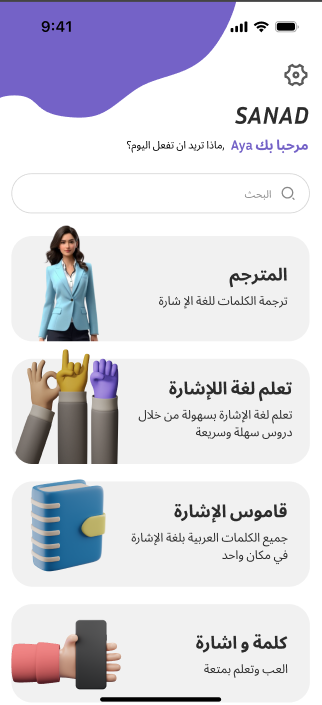 9:41
SANAD
مرحبا بك Aya ,ماذا تريد ان تفعل اليوم؟
البحث
المترجم
ترجمة الكلمات للغة الإ شارة
تعلم لغة اللإشارة
تعلم لغة الإشارة بسهولة من خلال
دروس سهلة وسريعة
قاموس الإشارة
جميع الكلمات العربية بلغة الإشارة
في مكان واحد
كلمة و اشارة
العب وتعلم بمتعة